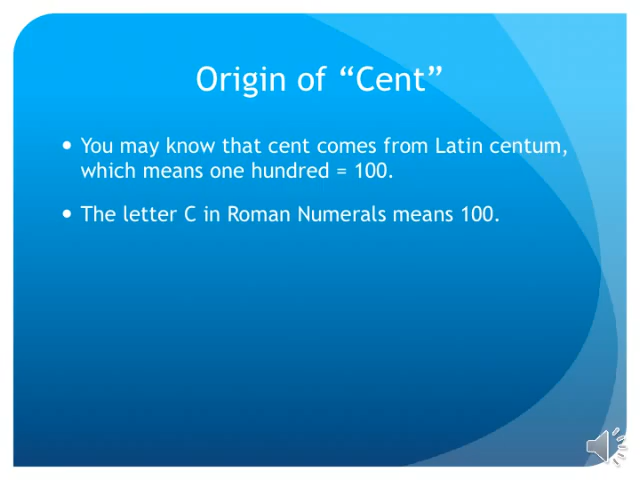 Origin of “Cent”
• You may know that cent comes from Latin centum,
which means one hundred = 100.
• The letter C in Roman Numerals means 100.